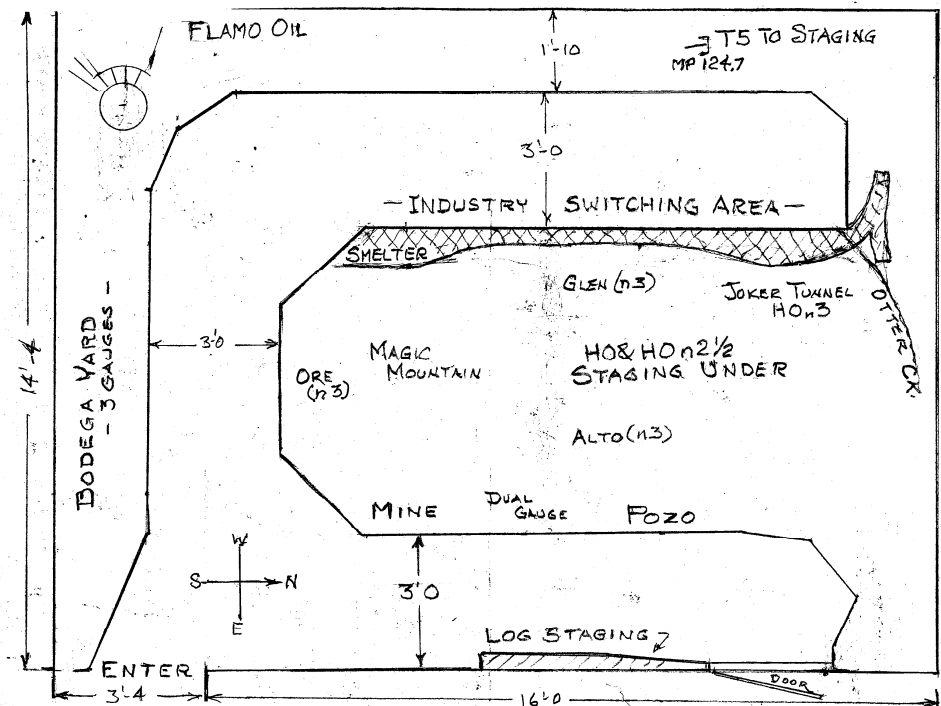 FLAMO OIL
1'-10
T5 TO STAGING
MP 124.7
3'-0
- INDUSTRY SWITCHING AREA -
SMELTER
GLEN (n3)
JOKER TUNNEL
HOn3
OTTER CK.
14'-4
BODEGA YARD
- 3 GAUGES -
3'-0
MAGIC
MOUNTAIN
ORE
(n3)
HO & HOn2½
STAGING UNDER
ALTO (n3)
MINE
DUAL
GAUGE
POZO
W
S
N
E
3'-0
LOG STAGING
ENTER
DOOR
3'-4
16'-0